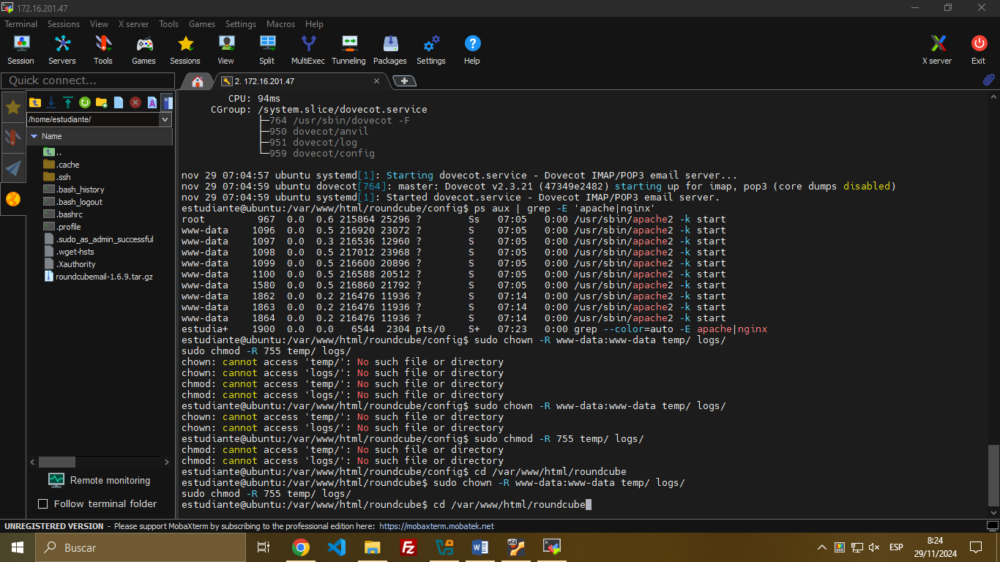 172.16.201.47
Terminal Sessions View X server Tools Games Settings Macros Help
Session Servers Tools Games Sessions View Split MultiExec Tunneling Packages Settings Help X server Exit
Quick connect...
2. 172.16.201.47
/home/estudiante/
Name
..
.cache
.ssh
.bash_history
.bash_logout
.bashrc
.profile
.sudo_as_admin_successful
.wget-hsts
.Xauthority
roundcubemail-1.6.9.tar.gz
Remote monitoring
Follow terminal folder
CPU: 94ms
CGroup: /system.slice/dovecot.service
├─764 /usr/sbin/dovecot -F
├─950 dovecot/anvil
├─951 dovecot/log
└─959 dovecot/config
nov 29 07:04:57 ubuntu systemd[1]: Starting dovecot.service - Dovecot IMAP/POP3 email server...
nov 29 07:04:59 ubuntu dovecot[764]: master: Dovecot v2.3.21 (47349e2482) starting up for imap, pop3 (core dumps disabled)
nov 29 07:04:59 ubuntu systemd[1]: Started dovecot.service - Dovecot IMAP/POP3 email server.
estudiante@ubuntu:/var/www/html/roundcube/config$ ps aux | grep -E 'apache|nginx'
root 967 0.0 0.6 215864 25296 ? Ss 07:05 0:00 /usr/sbin/apache2 -k start
www-data 1096 0.0 0.5 216920 23072 ? S 07:05 0:00 /usr/sbin/apache2 -k start
www-data 1097 0.0 0.3 216536 12960 ? S 07:05 0:00 /usr/sbin/apache2 -k start
www-data 1098 0.0 0.5 217012 23968 ? S 07:05 0:00 /usr/sbin/apache2 -k start
www-data 1099 0.0 0.5 216600 20896 ? S 07:05 0:00 /usr/sbin/apache2 -k start
www-data 1100 0.0 0.5 216588 20512 ? S 07:05 0:00 /usr/sbin/apache2 -k start
www-data 1580 0.0 0.5 216860 21792 ? S 07:05 0:00 /usr/sbin/apache2 -k start
www-data 1862 0.0 0.2 216476 11936 ? S 07:14 0:00 /usr/sbin/apache2 -k start
www-data 1863 0.0 0.2 216476 11936 ? S 07:14 0:00 /usr/sbin/apache2 -k start
www-data 1864 0.0 0.2 216476 11936 ? S 07:14 0:00 /usr/sbin/apache2 -k start
estudia+ 1900 0.0 0.0 6544 2304 pts/0 S+ 07:23 0:00 grep --color=auto -E apache|nginx
estudiante@ubuntu:/var/www/html/roundcube/config$ sudo chown -R www-data:www-data temp/ logs/
sudo chmod -R 755 temp/ logs/
chown: cannot access 'temp/': No such file or directory
chown: cannot access 'logs/': No such file or directory
chmod: cannot access 'temp/': No such file or directory
chmod: cannot access 'logs/': No such file or directory
estudiante@ubuntu:/var/www/html/roundcube/config$ sudo chown -R www-data:www-data temp/ logs/
chown: cannot access 'temp/': No such file or directory
chown: cannot access 'logs/': No such file or directory
estudiante@ubuntu:/var/www/html/roundcube/config$ sudo chmod -R 755 temp/ logs/
chmod: cannot access 'temp/': No such file or directory
chmod: cannot access 'logs/': No such file or directory
estudiante@ubuntu:/var/www/html/roundcube/config$ cd /var/www/html/roundcube
estudiante@ubuntu:/var/www/html/roundcube$ sudo chown -R www-data:www-data temp/ logs/
sudo chmod -R 755 temp/ logs/
estudiante@ubuntu:/var/www/html/roundcube$ cd /var/www/html/roundcube
UNREGISTERED VERSION - Please support MobaXterm by subscribing to the professional edition here: https://mobaxterm.mobatek.net
Buscar
ESP
8:24
29/11/2024